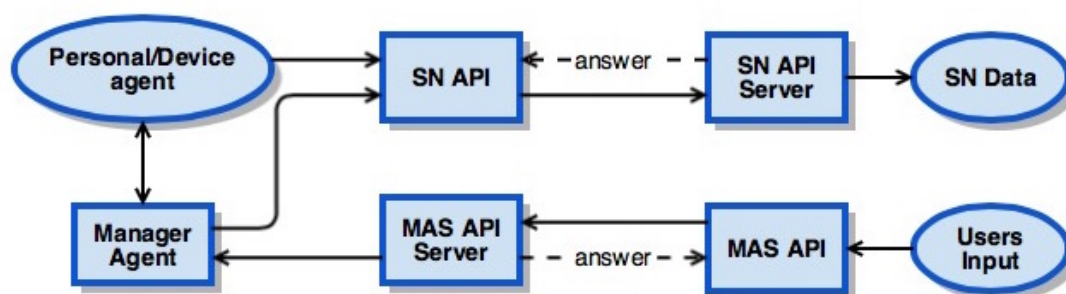 Personal/Device
agent
SN API
answer
SN API
Server
SN Data
Manager
Agent
MAS API
Server
answer
MAS API
Users
Input